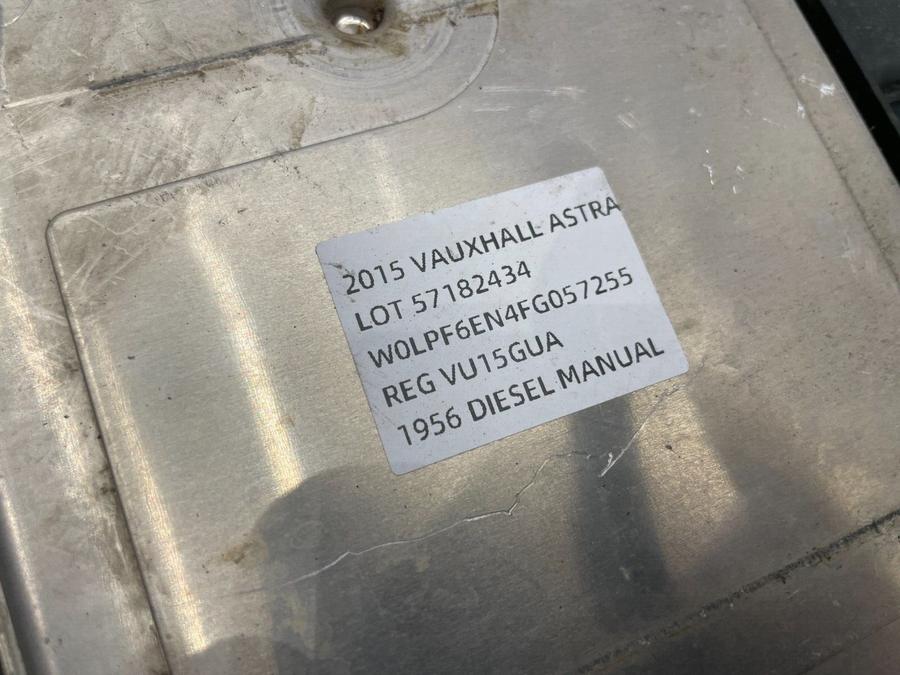 2015 VAUXHALL ASTRA
LOT 57182434
W0LPF6EN4FG057255
REG VU15GUA
1956 DIESEL MANUAL